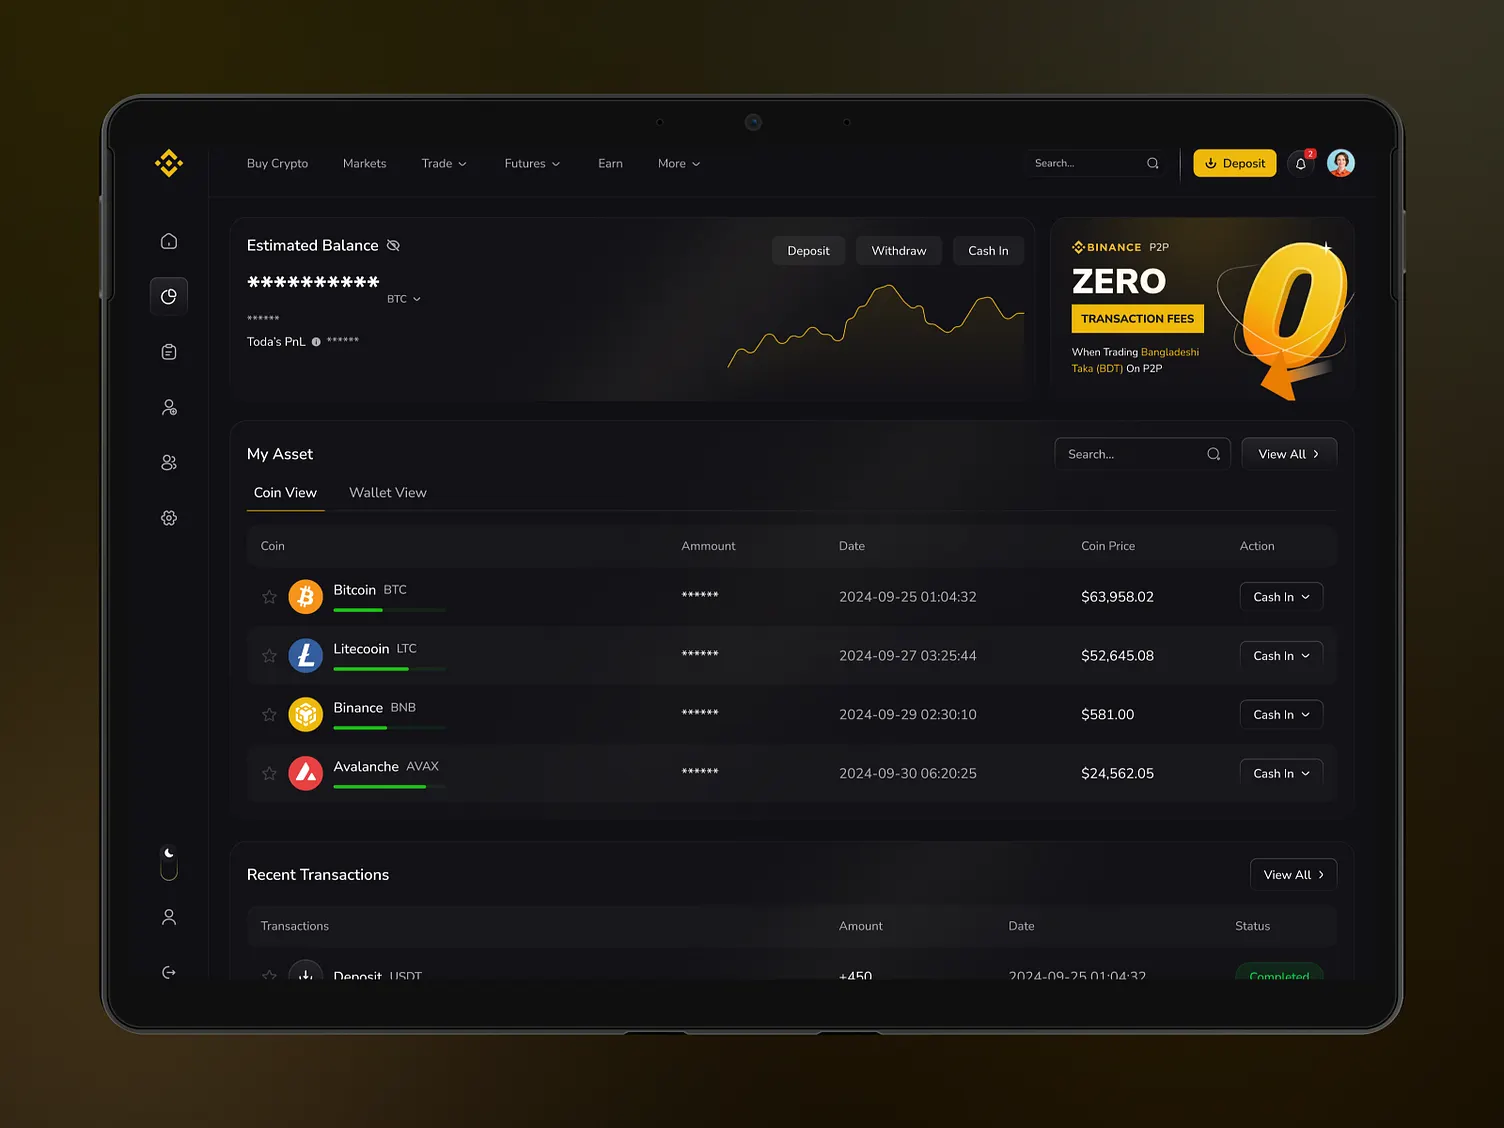 Buy Crypto Markets Trade Futures Earn More Search... Deposit 2
Estimated Balance
Deposit Withdraw Cash In
**********
BTC
******
Toda's PnL ******
BINANCE P2P
ZERO
TRANSACTION FEES
When Trading Bangladeshi
Taka (BDT) On P2P
0
My Asset
Search... View All
Coin View Wallet View
Coin Ammount Date Coin Price Action
Bitcoin BTC ****** 2024-09-25 01:04:32 $63,958.02 Cash In
Litecooin LTC ****** 2024-09-27 03:25:44 $52,645.08 Cash In
Binance BNB ****** 2024-09-29 02:30:10 $581.00 Cash In
Avalanche AVAX ****** 2024-09-30 06:20:25 $24,562.05 Cash In
Recent Transactions
View All
Transactions Amount Date Status
Deposit USDT +450 2024-09-25 01:04:32 Completed